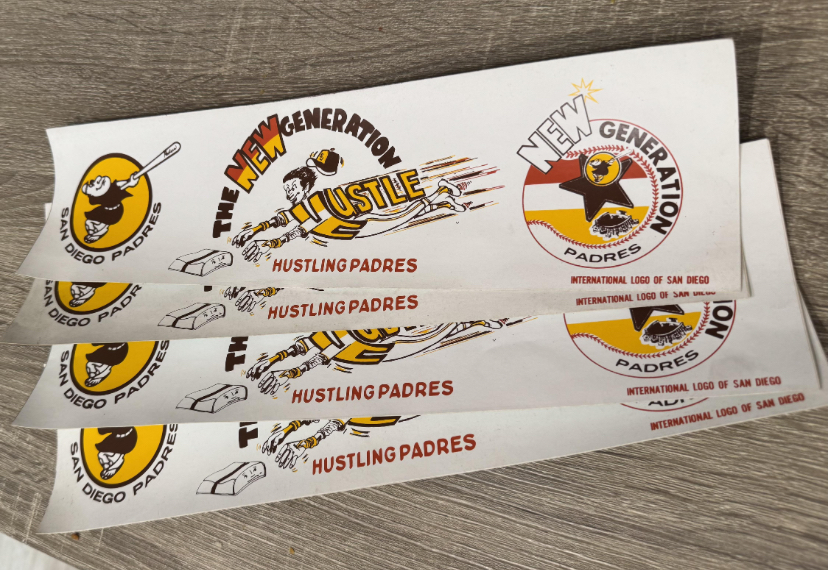 SAN DIEGO PADRES
THE NEW GENERATION
HUSTLE
HUSTLING PADRES
NEW GENERATION
PADRES
INTERNATIONAL LOGO OF SAN DIEGO
SAN DIEGO PADRES
HUSTLING PADRES
INTERNATIONAL LOGO OF SAN DIEGO
SAN DIEGO PADRES
TH
HUSTLING PADRES
PADRES
ION
INTERNATIONAL LOGO OF SAN DIEGO
SAN DIEGO PADRES
HUSTLING PADRES
INTERNATIONAL LOGO OF SAN DIEGO